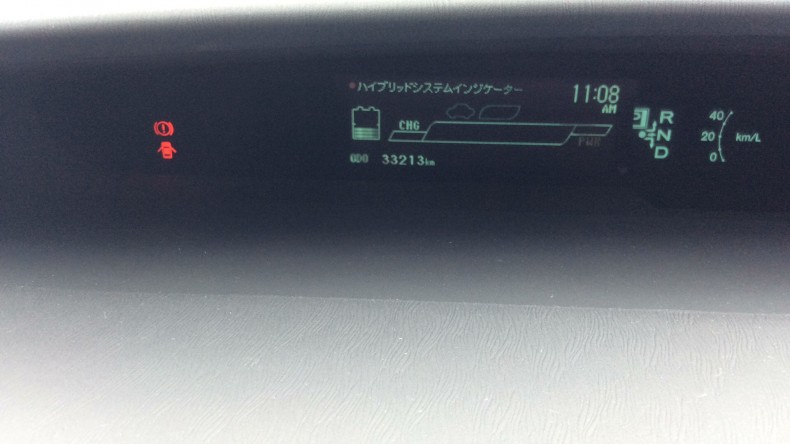 ハイブリッドシステムインジケーター
11:08
AM
CHG
PWR
ODO 33213km
R
N
D
40
20
0
km/L